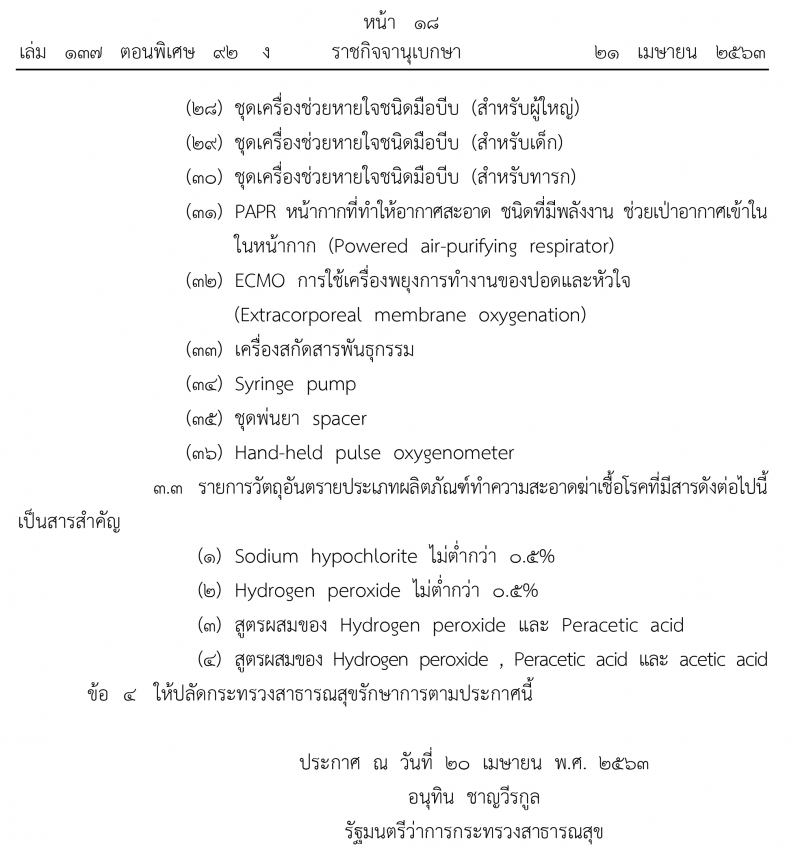 หน้า ๑๘
เล่ม ๑๓๗ ตอนพิเศษ ๙๒ ง ราชกิจจานุเบกษา ๒๑ เมษายน ๒๕๖๓
(๒๘) ชุดเครื่องช่วยหายใจชนิดมือบีบ (สำหรับผู้ใหญ่)
(๒๙) ชุดเครื่องช่วยหายใจชนิดมือบีบ (สำหรับเด็ก)
(๓๐) ชุดเครื่องช่วยหายใจชนิดมือบีบ (สำหรับทารก)
(๓๑) PAPR หน้ากากที่ทำให้อากาศสะอาด ชนิดที่มีพลังงาน ช่วยเป่าอากาศเข้าใน
ในหน้ากาก (Powered air-purifying respirator)
(๓๒) ECMO การใช้เครื่องพยุงการทำงานของปอดและหัวใจ
(Extracorporeal membrane oxygenation)
(๓๓) เครื่องสกัดสารพันธุกรรม
(๓๔) Syringe pump
(๓๕) ชุดพ่นยา spacer
(๓๖) Hand-held pulse oxygenometer
๓.๓ รายการวัตถุอันตรายประเภทผลิตภัณฑ์ทำความสะอาดฆ่าเชื้อโรคที่มีสารดังต่อไปนี้
เป็นสารสำคัญ
(๑) Sodium hypochlorite ไม่ต่ำกว่า ๐.๕%
(๒) Hydrogen peroxide ไม่ต่ำกว่า ๐.๕%
(๓) สูตรผสมของ Hydrogen peroxide และ Peracetic acid
(๔) สูตรผสมของ Hydrogen peroxide , Peracetic acid และ acetic acid
ข้อ ๔ ให้ปลัดกระทรวงสาธารณสุขรักษาการตามประกาศนี้
ประกาศ ณ วันที่ ๒๐ เมษายน พ.ศ. ๒๕๖๓
อนุทิน ชาญวีรกูล
รัฐมนตรีว่าการกระทรวงสาธารณสุข